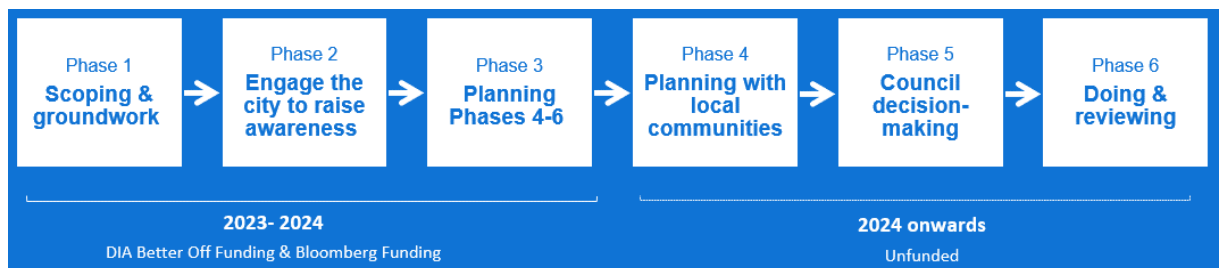 Phase 1
Scoping &
groundwork
Phase 2
Engage the
city to raise
awareness
Phase 3
Planning
Phases 4-6
Phase 4
Planning with
local
communities
Phase 5
Council
decision-
making
Phase 6
Doing &
reviewing
2023- 2024
DIA Better Off Funding & Bloomberg Funding
2024 onwards
Unfunded